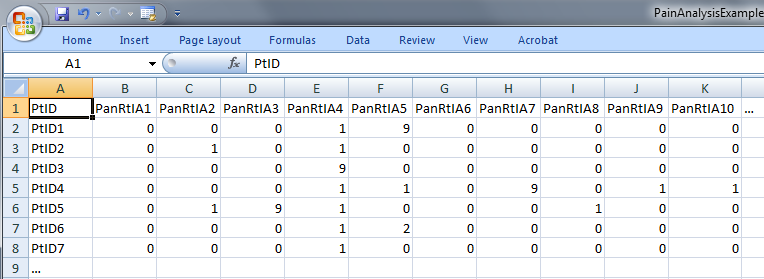 PainAnalysisExample
Home Insert Page Layout Formulas Data Review View Acrobat
A1 fx PtID
A B C D E F G H I J K
1 PtID PanRtIA1 PanRtIA2 PanRtIA3 PanRtIA4 PanRtIA5 PanRtIA6 PanRtIA7 PanRtIA8 PanRtIA9 PanRtIA10 ...
2 PtID1 0 0 0 1 9 0 0 0 0 0
3 PtID2 0 1 0 1 0 0 0 0 0 0
4 PtID3 0 0 0 9 0 0 0 0 0 0
5 PtID4 0 0 0 1 1 0 9 0 1 1
6 PtID5 0 1 9 1 0 0 0 1 0 0
7 PtID6 0 0 0 1 2 0 0 0 0 0
8 PtID7 0 0 0 1 0 0 0 0 0 0
9 ...